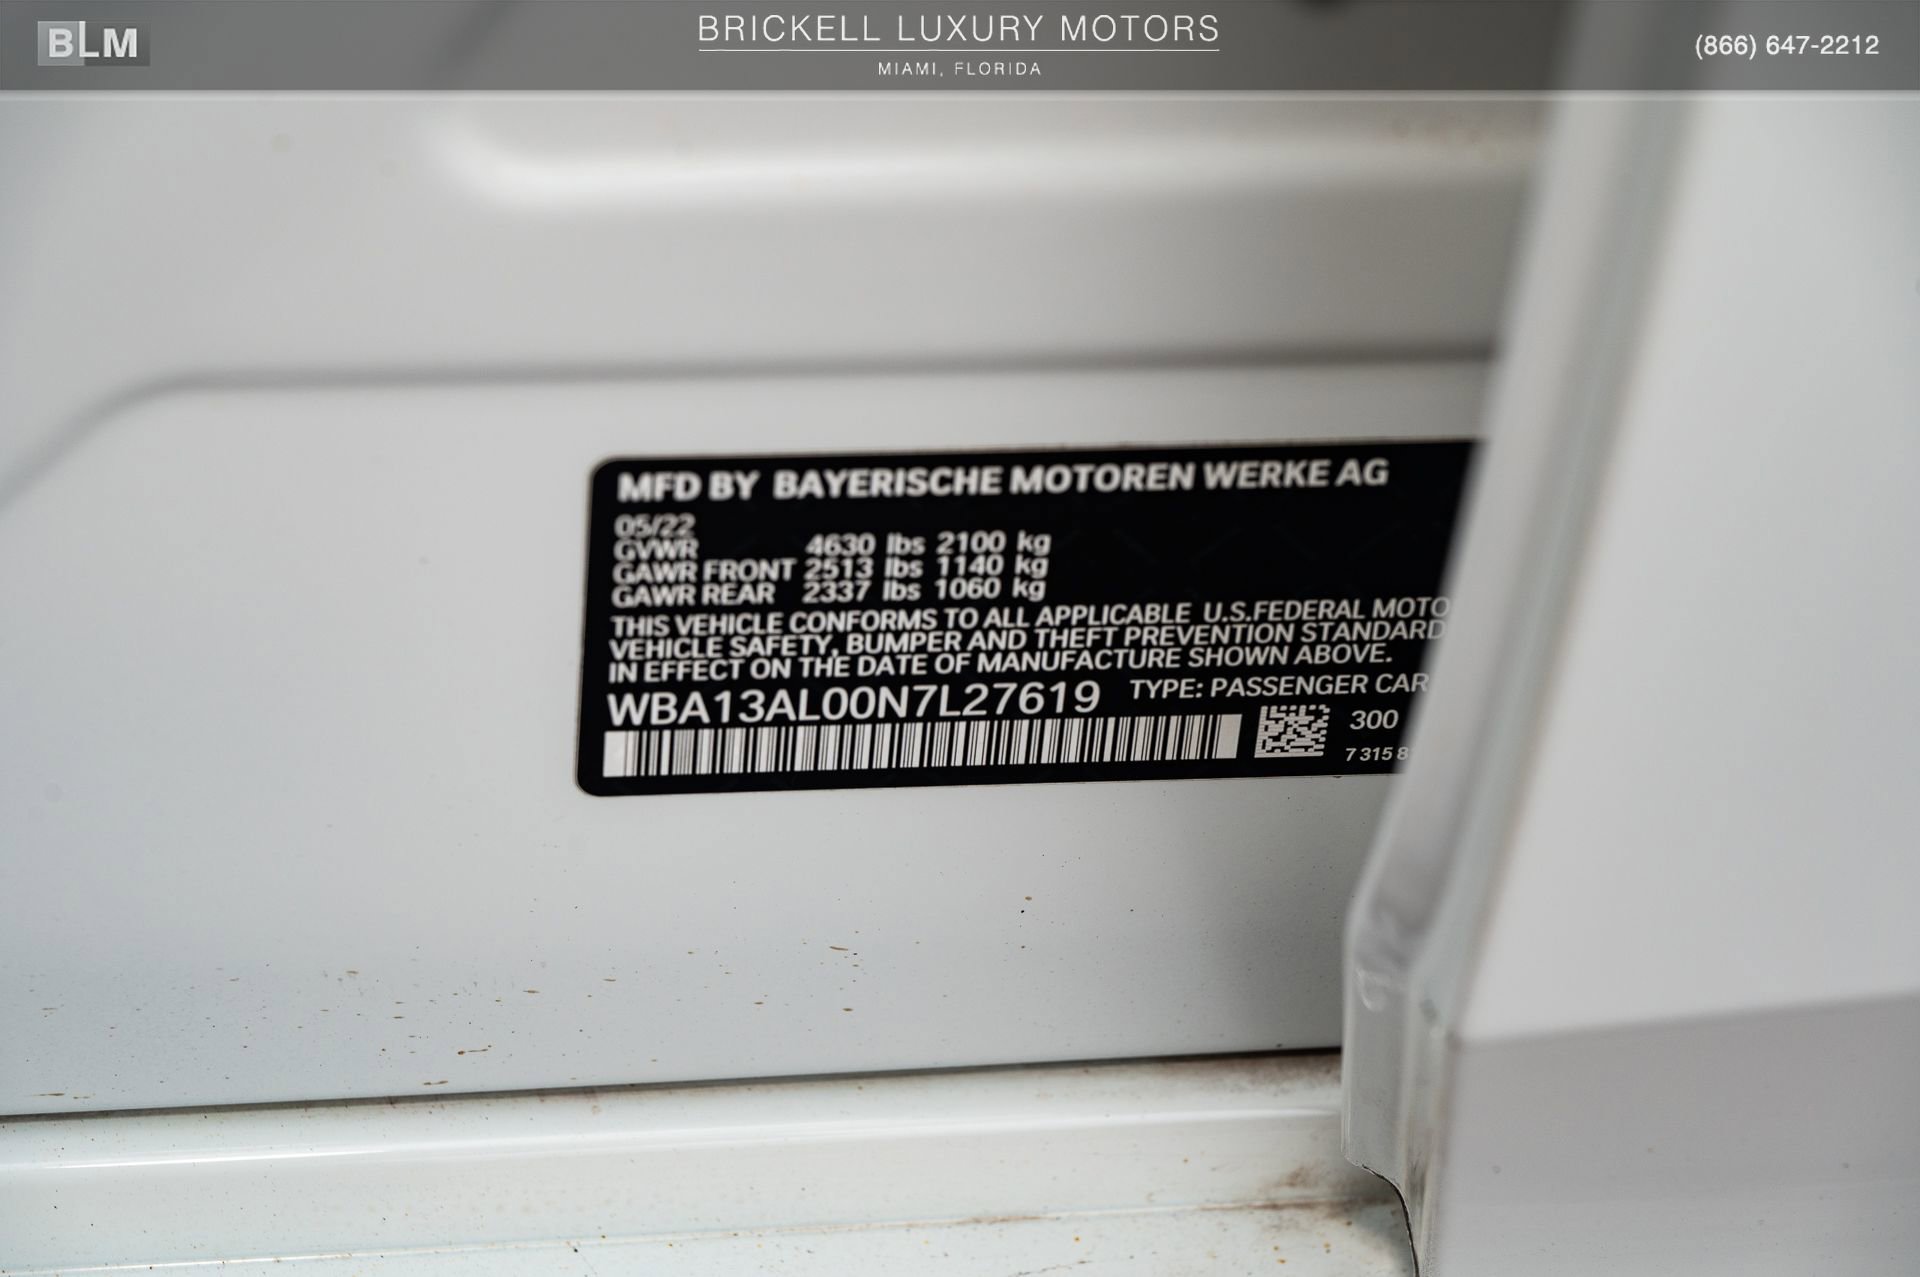 BLM
BRICKELL LUXURY MOTORS
MIAMI, FLORIDA
(866) 647-2212
MFD BY BAYERISCHE MOTOREN WERKE AG
05/22
GVWR 4630 lbs 2100 kg
GAWR FRONT 2513 lbs 1140 kg
GAWR REAR 2337 lbs 1060 kg
THIS VEHICLE CONFORMS TO ALL APPLICABLE U.S.FEDERAL MOTO
VEHICLE SAFETY, BUMPER AND THEFT PREVENTION STANDARD
IN EFFECT ON THE DATE OF MANUFACTURE SHOWN ABOVE.
WBA13AL00N7L27619 TYPE: PASSENGER CAR
300
7 315 8